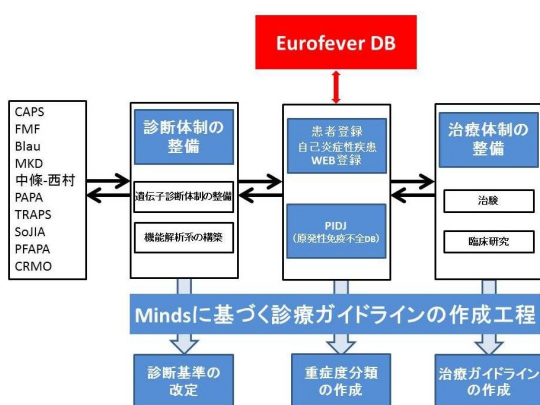 Eurofever DB
CAPS
FMF
Blau
MKD
中條-西村
PAPA
TRAPS
SoJIA
PFAPA
CRMO
診断体制の
整備
遺伝子診断体制の整備
機能解析系の構築
患者登録
自己炎症性疾患
WEB登録
PIDJ
(原発性免疫不全DB)
治療体制の
整備
治験
臨床研究
Mindsに基づく診療ガイドラインの作成工程
診断基準の
改定
重症度分類
の作成
治療ガイドライン
の作成